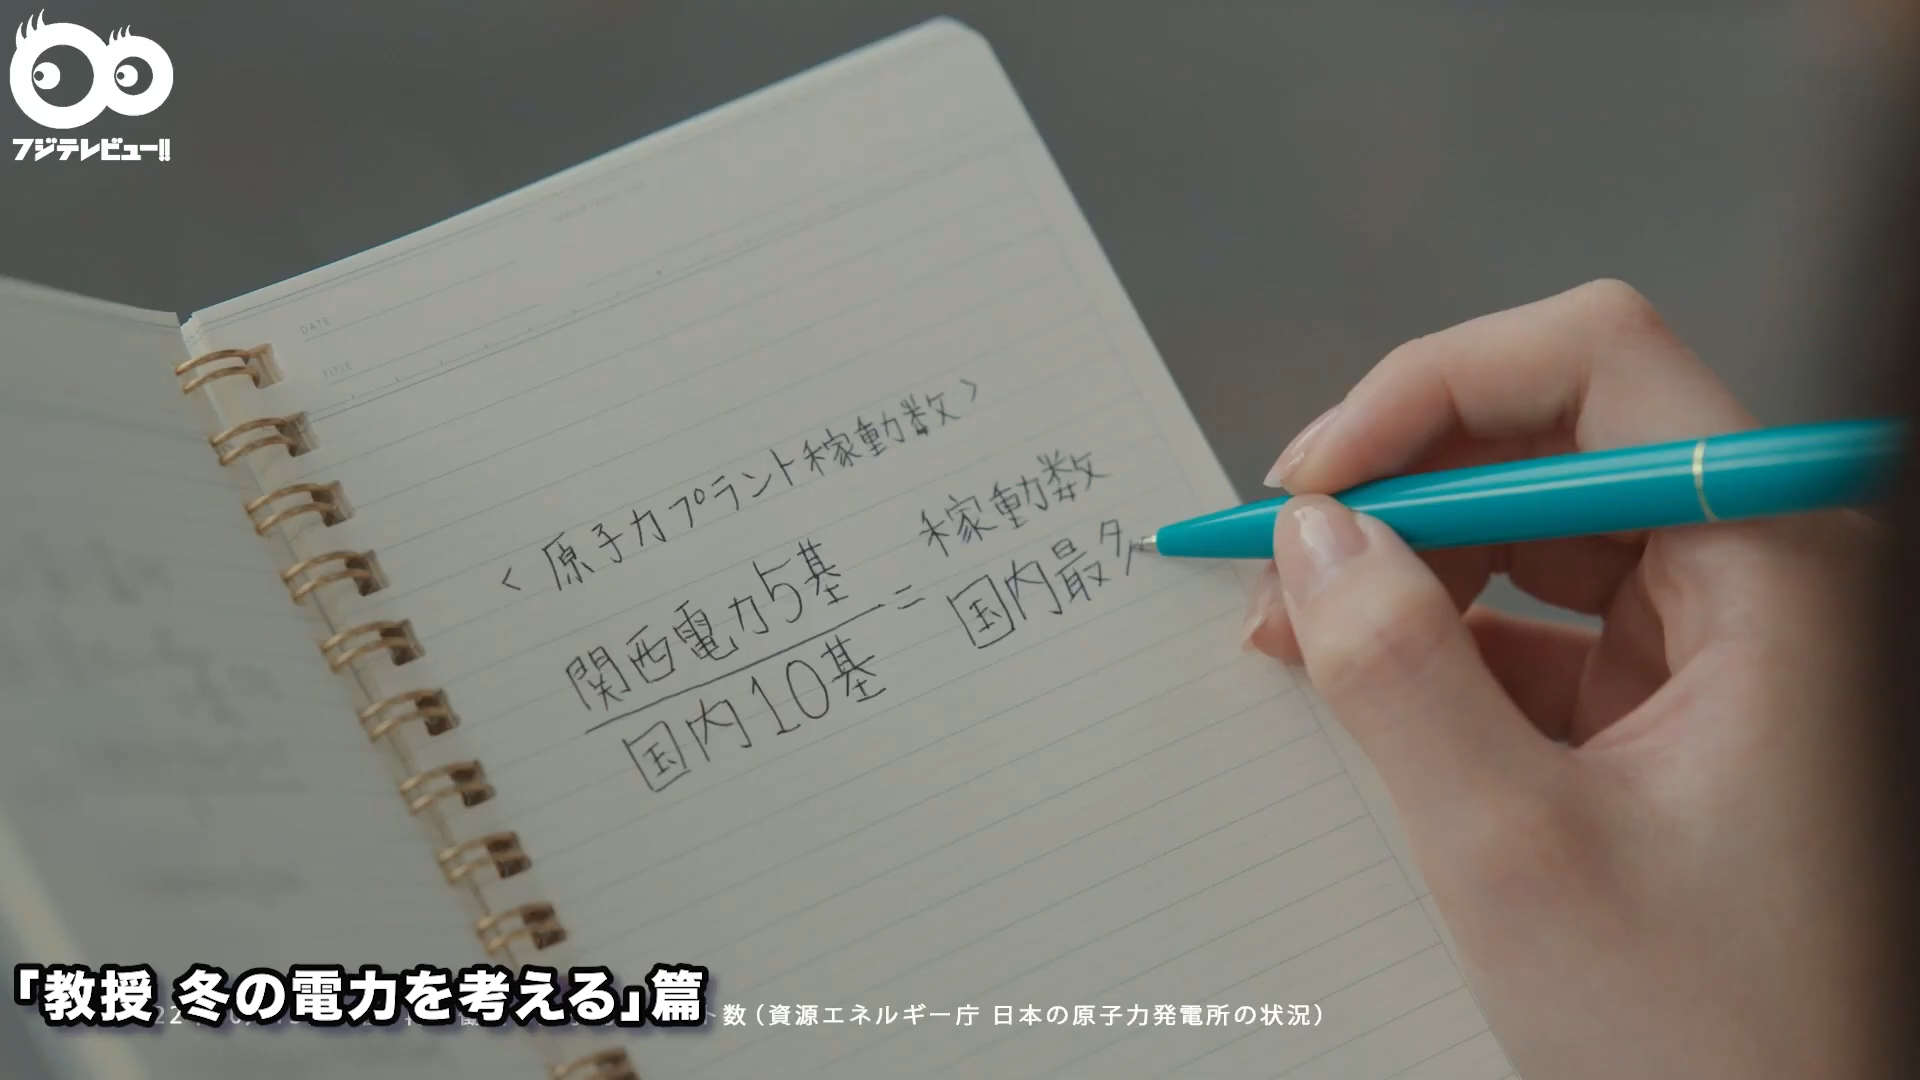 フジテレビュー!!
DATE
TITLE
<原子力プラント稼動数>
関西電力5基
国内10基
=
稼動数
国内最多
「教授 冬の電力を考える」篇
数(資源エネルギー庁 日本の原子力発電所の状況)